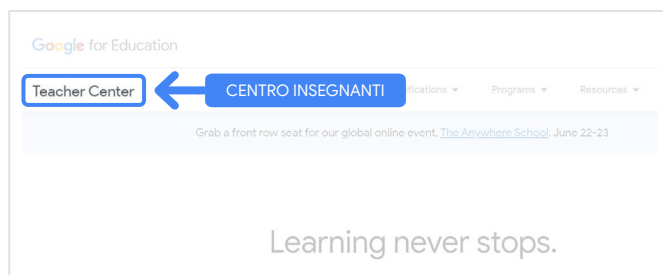 Google for Education
Teacher Center
CENTRO INSEGNANTI
Programs
Resources
Grab a front row seat for our global online event, The Anywhere School. June 22-23
Learning never stops.